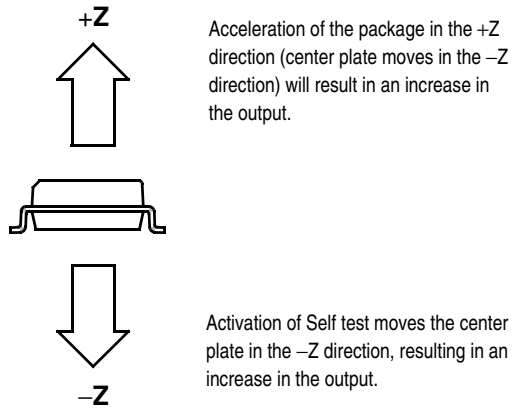 +Z
Acceleration of the package in the +Z
direction (center plate moves in the –Z
direction) will result in an increase in
the output.
Activation of Self test moves the center
plate in the –Z direction, resulting in an
increase in the output.
–Z